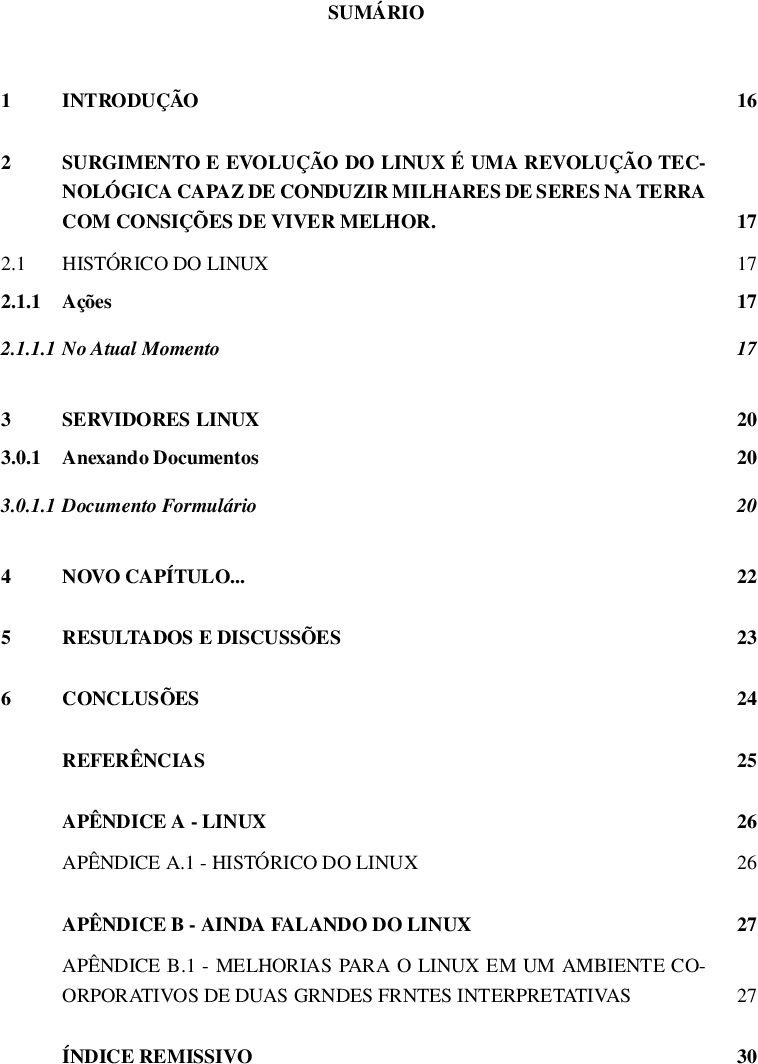 SUMÁRIO
1 INTRODUÇÃO 16
2 SURGIMENTO E EVOLUÇÃO DO LINUX É UMA REVOLUÇÃO TEC-
NOLÓGICA CAPAZ DE CONDUZIR MILHARES DE SERES NA TERRA
COM CONSIÇÕES DE VIVER MELHOR. 17
2.1 HISTÓRICO DO LINUX 17
2.1.1 Ações 17
2.1.1.1 No Atual Momento 17
3 SERVIDORES LINUX 20
3.0.1 Anexando Documentos 20
3.0.1.1 Documento Formulário 20
4 NOVO CAPÍTULO... 22
5 RESULTADOS E DISCUSSÕES 23
6 CONCLUSÕES 24
REFERÊNCIAS 25
APÊNDICE A - LINUX 26
APÊNDICE A.1 - HISTÓRICO DO LINUX 26
APÊNDICE B - AINDA FALANDO DO LINUX 27
APÊNDICE B.1 - MELHORIAS PARA O LINUX EM UM AMBIENTE CO-
ORPORATIVOS DE DUAS GRNDES FRNTES INTERPRETATIVAS 27
ÍNDICE REMISSIVO 30